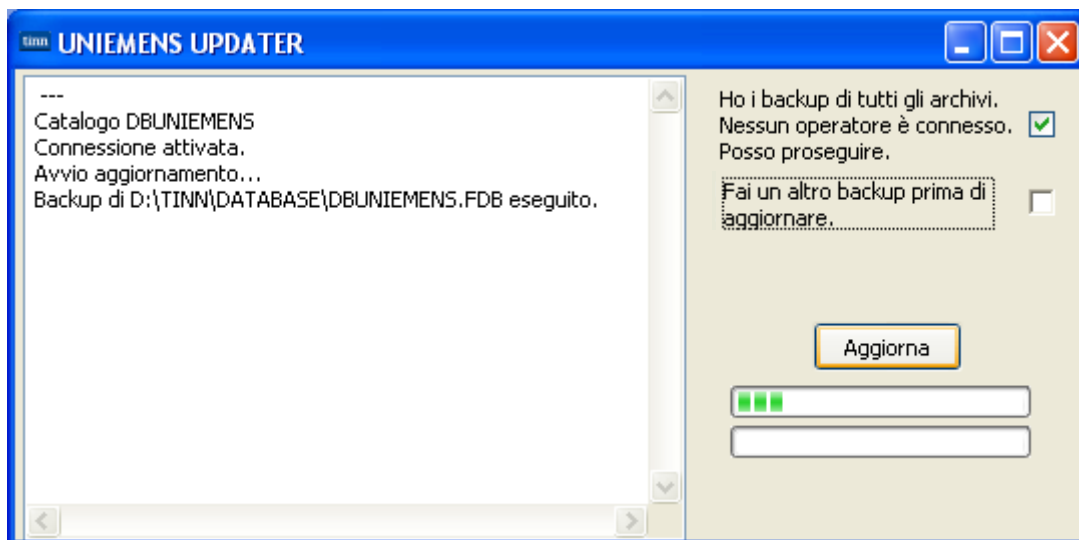 tinn UNIEMENS UPDATER
---
Catalogo DBUNIEMENS
Connessione attivata.
Avvio aggiornamento...
Backup di D:\TINN\DATABASE\DBUNIEMENS.FDB eseguito.
Ho i backup di tutti gli archivi.
Nessun operatore è connesso.
Posso proseguire.
Fai un altro backup prima di
aggiornare.
Aggiorna